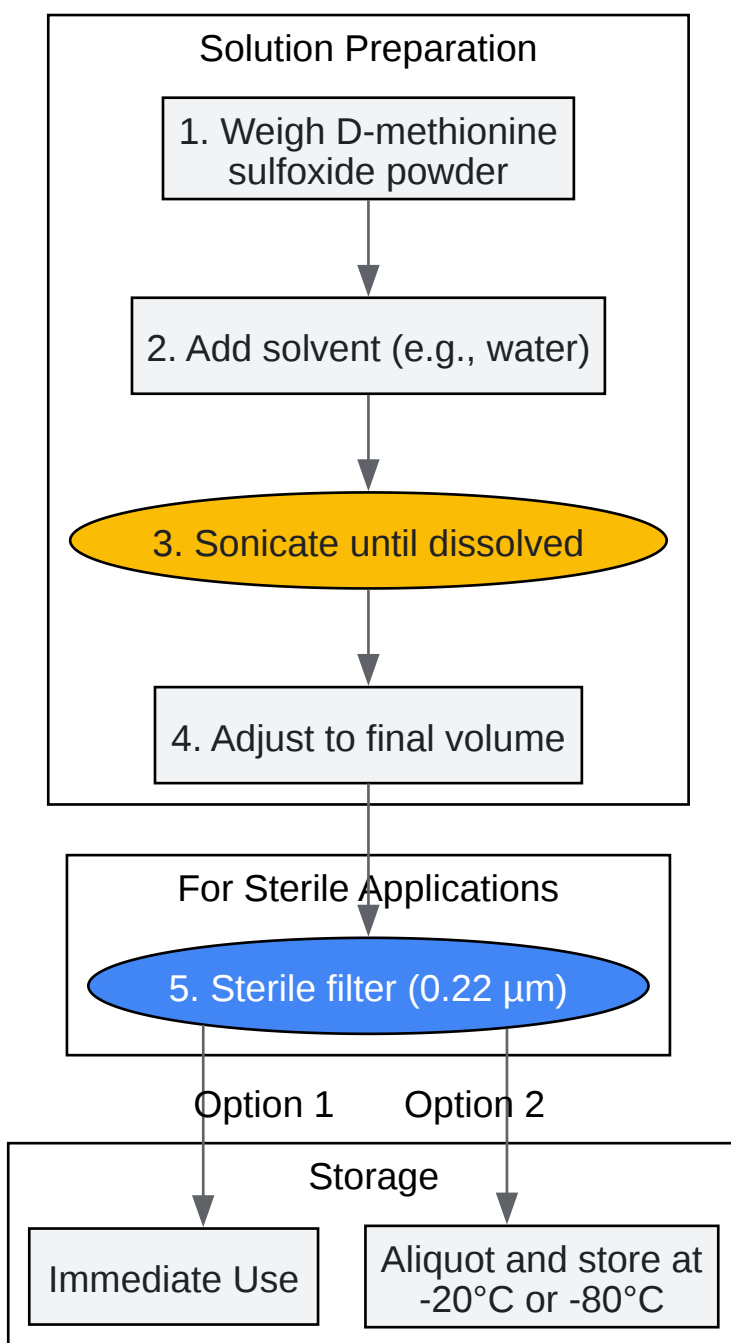 Solution Preparation
1. Weigh D-methionine
sulfoxide powder
2. Add solvent (e.g., water)
3. Sonicate until dissolved
4. Adjust to final volume
For Sterile Applications
5. Sterile filter (0.22 µm)
Option 1
Option 2
Storage
Immediate Use
Aliquot and store at
-20°C or -80°C